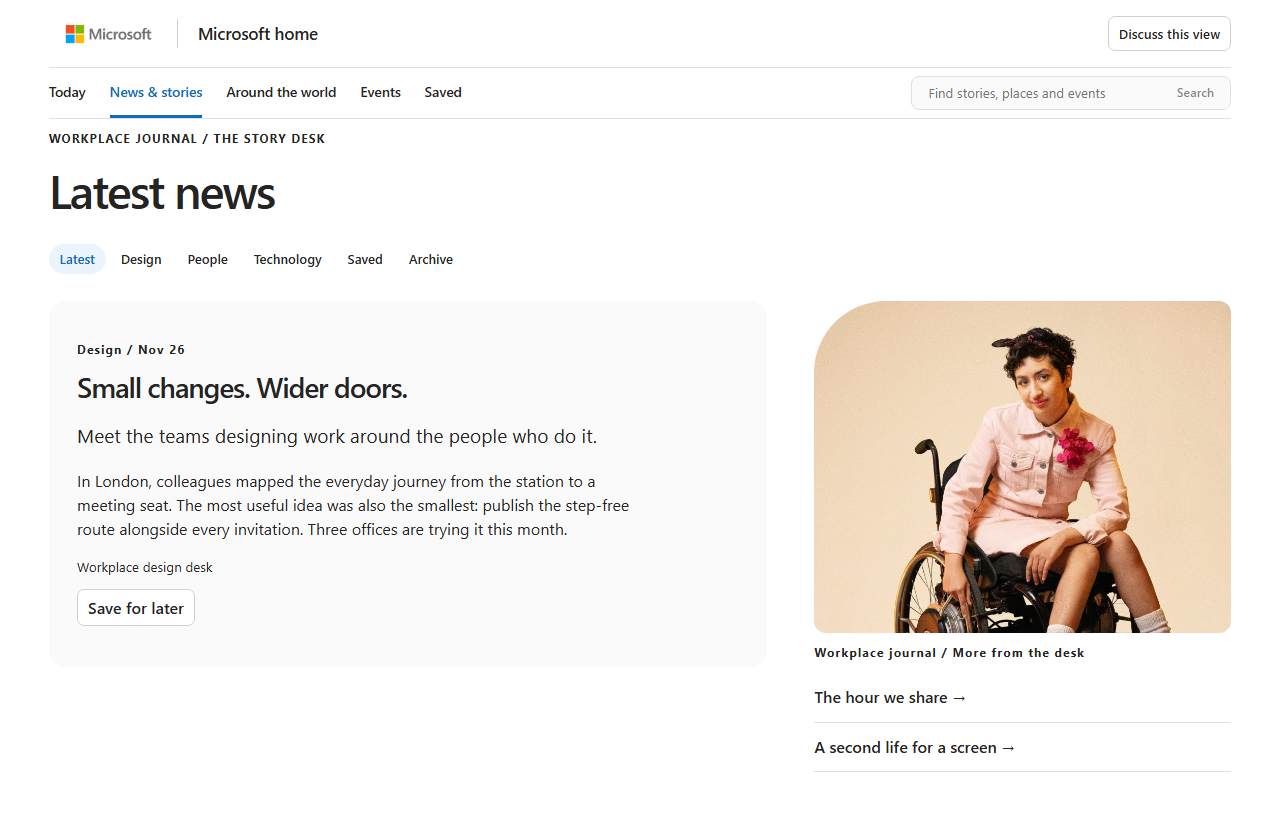 Microsoft
Microsoft home
Discuss this view
Today
News & stories
Around the world
Events
Saved
Find stories, places and events
Search
WORKPLACE JOURNAL / THE STORY DESK
Latest news
Latest
Design
People
Technology
Saved
Archive
Design / Nov 26
Small changes. Wider doors.
Meet the teams designing work around the people who do it.
In London, colleagues mapped the everyday journey from the station to a
meeting seat. The most useful idea was also the smallest: publish the step-free
route alongside every invitation. Three offices are trying it this month.
Workplace design desk
Save for later
Workplace journal / More from the desk
The hour we share →
A second life for a screen →